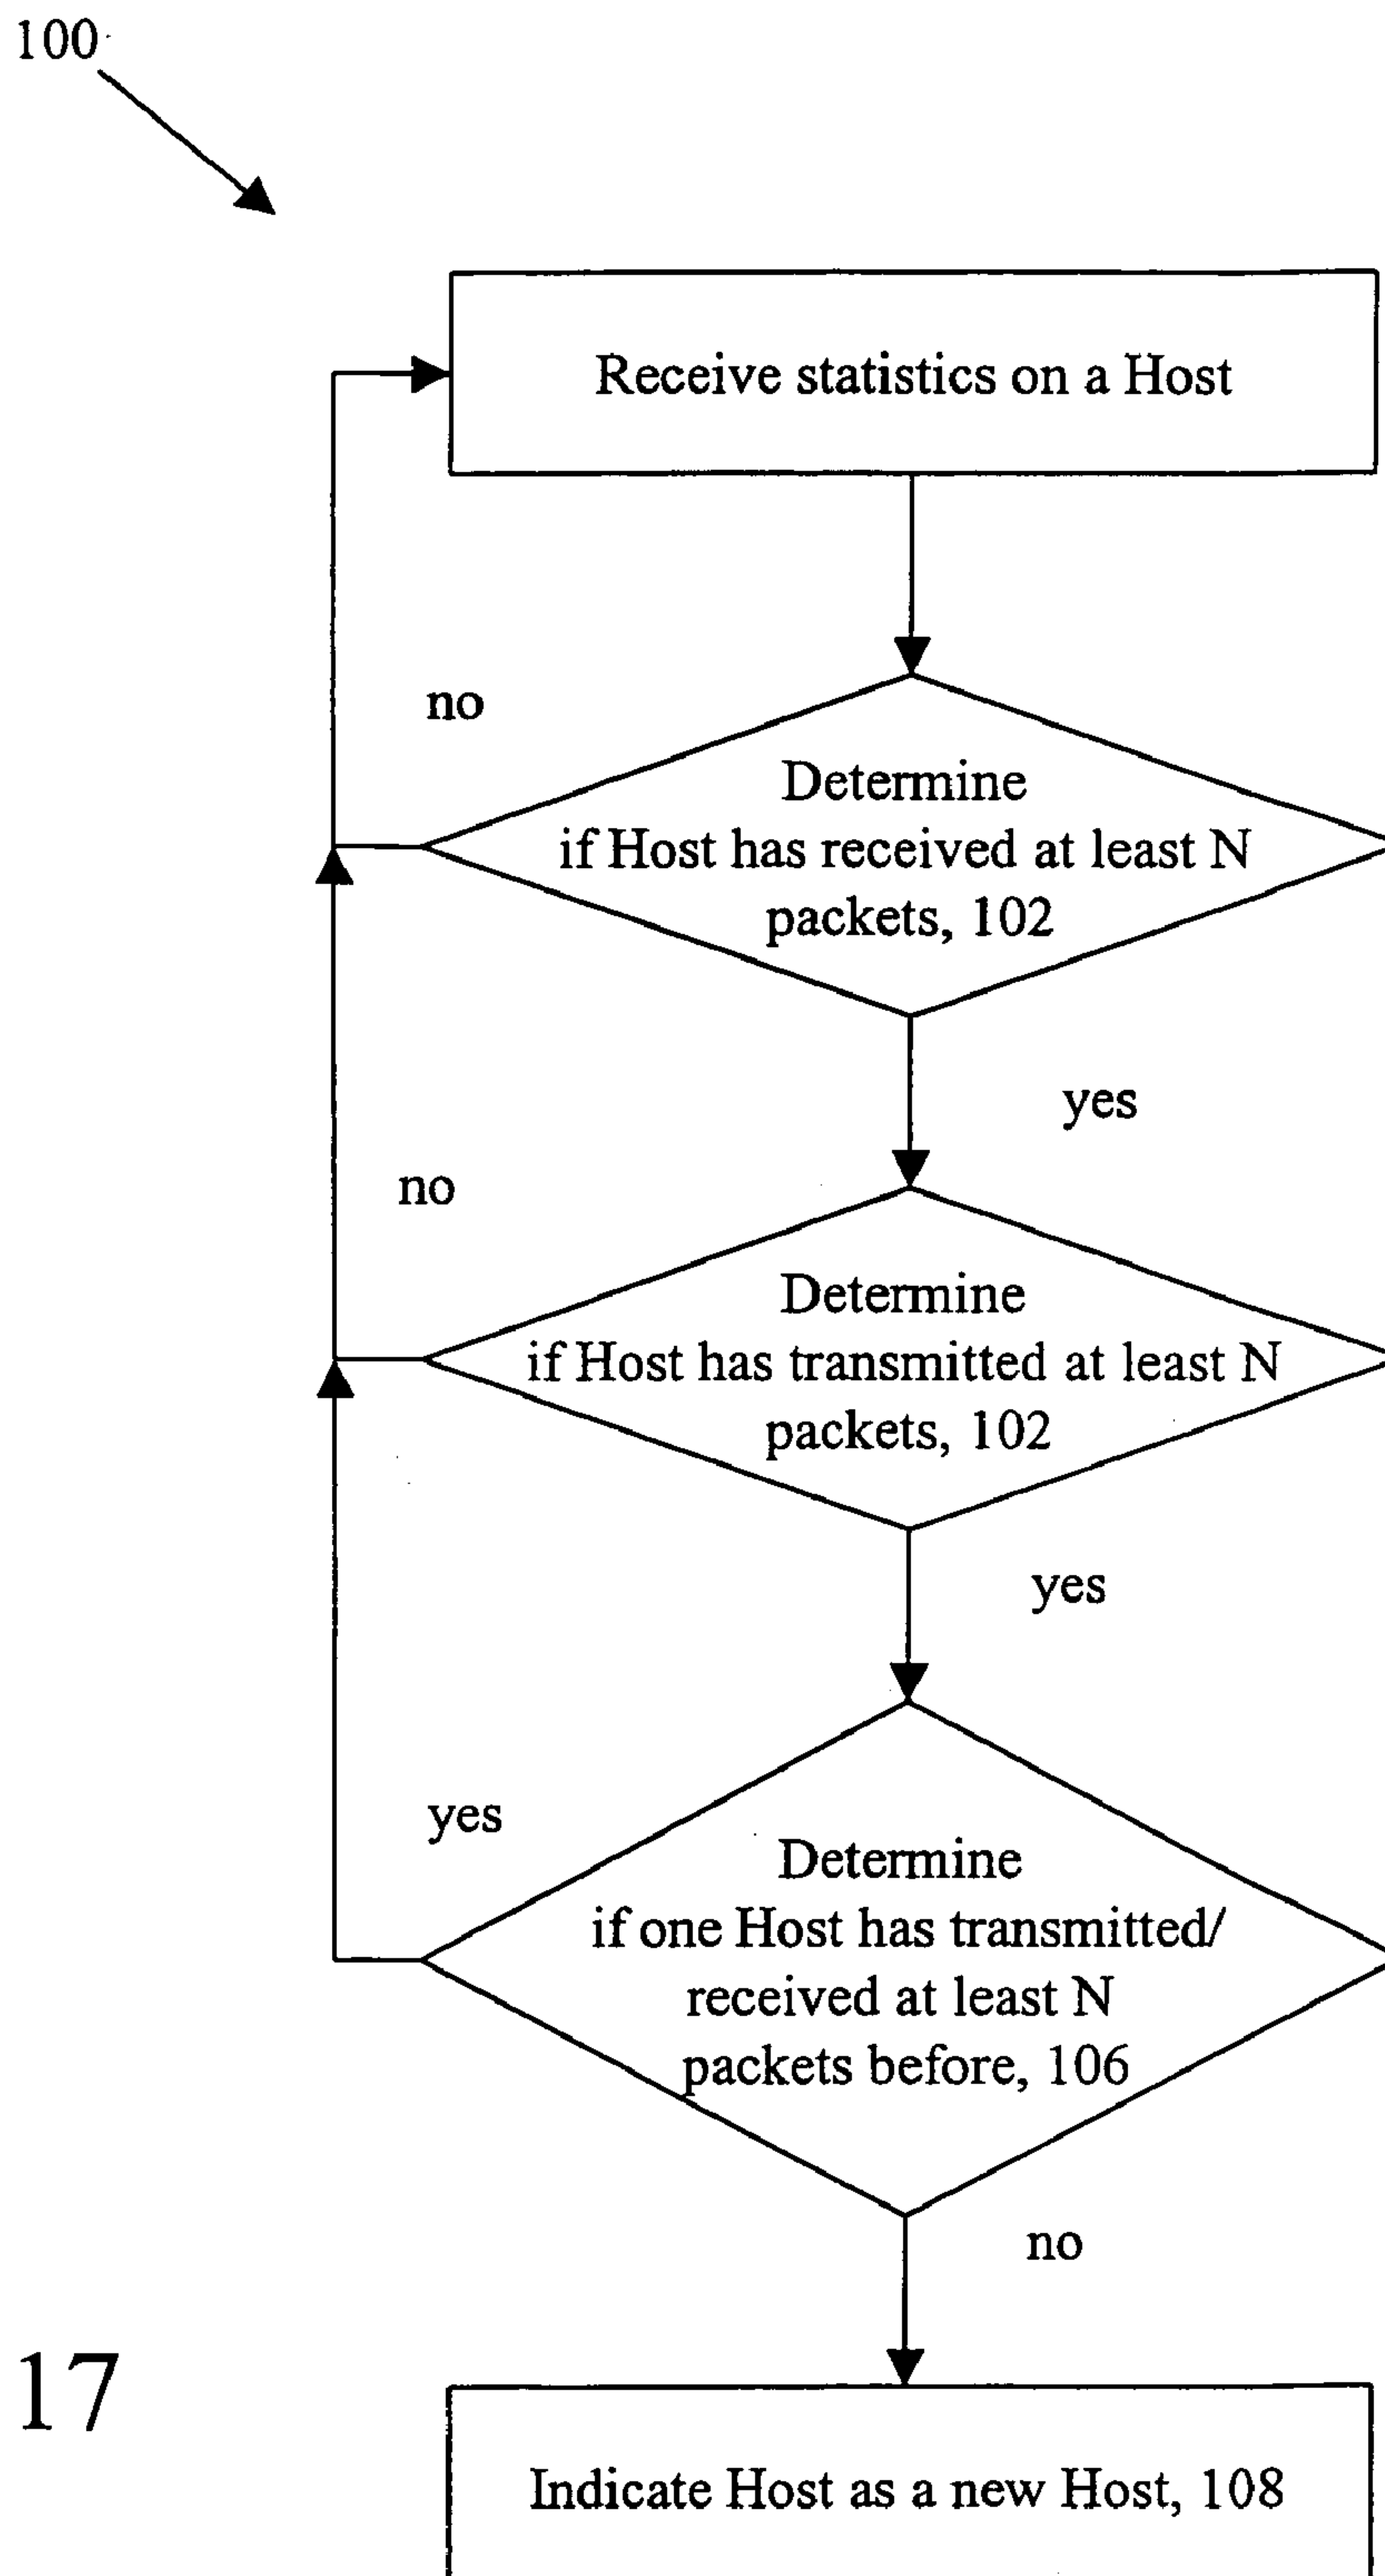 100
Receive statistics on a Host
no
Determine
if Host has received at least N
packets, 102
yes
no
Determine
if Host has transmitted at least N
packets, 102
yes
yes
Determine
if one Host has transmitted/
received at least N
packets before, 106
no
17
Indicate Host as a new Host, 108